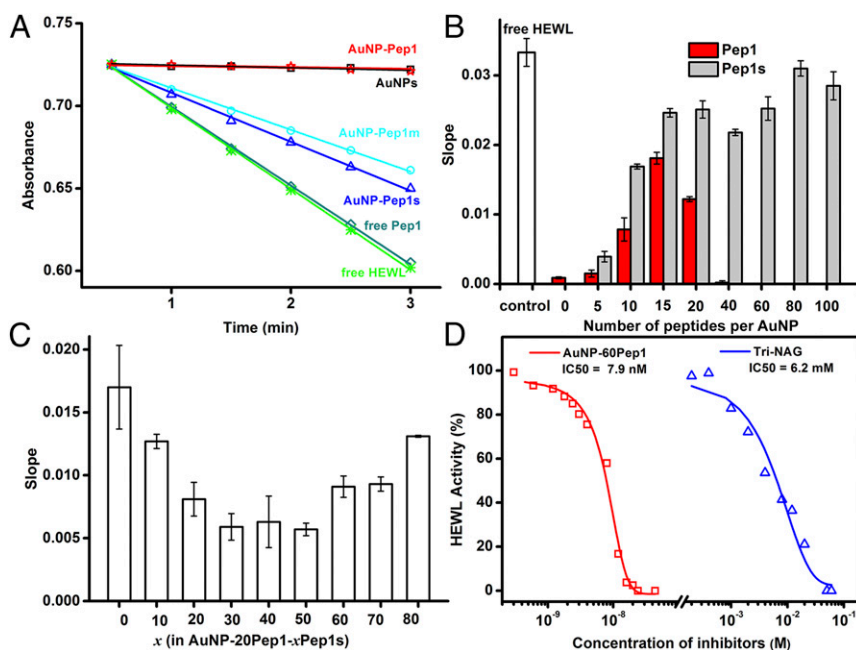 A
0.75
0.70
0.65
0.60
Absorbance
AuNP-Pep1
AuNPs
AuNP-Pep1m
AuNP-Pep1s
free Pep1
free HEWL
1
2
3
Time (min)
B
free HEWL
Pep1
Pep1s
0.03
0.02
0.01
0.00
Slope
control 0 5 10 15 20 40 60 80 100
Number of peptides per AuNP
C
0.020
0.015
0.010
0.005
0.000
Slope
0 10 20 30 40 50 60 70 80
x (in AuNP-20Pep1-xPep1s)
D
AuNP-60Pep1
IC50 = 7.9 nM
Tri-NAG
IC50 = 6.2 mM
100
80
60
40
20
0
HEWL Activity (%)
10⁻⁹ 10⁻⁸ 10⁻³ 10⁻² 10⁻¹
Concentration of inhibitors (M)